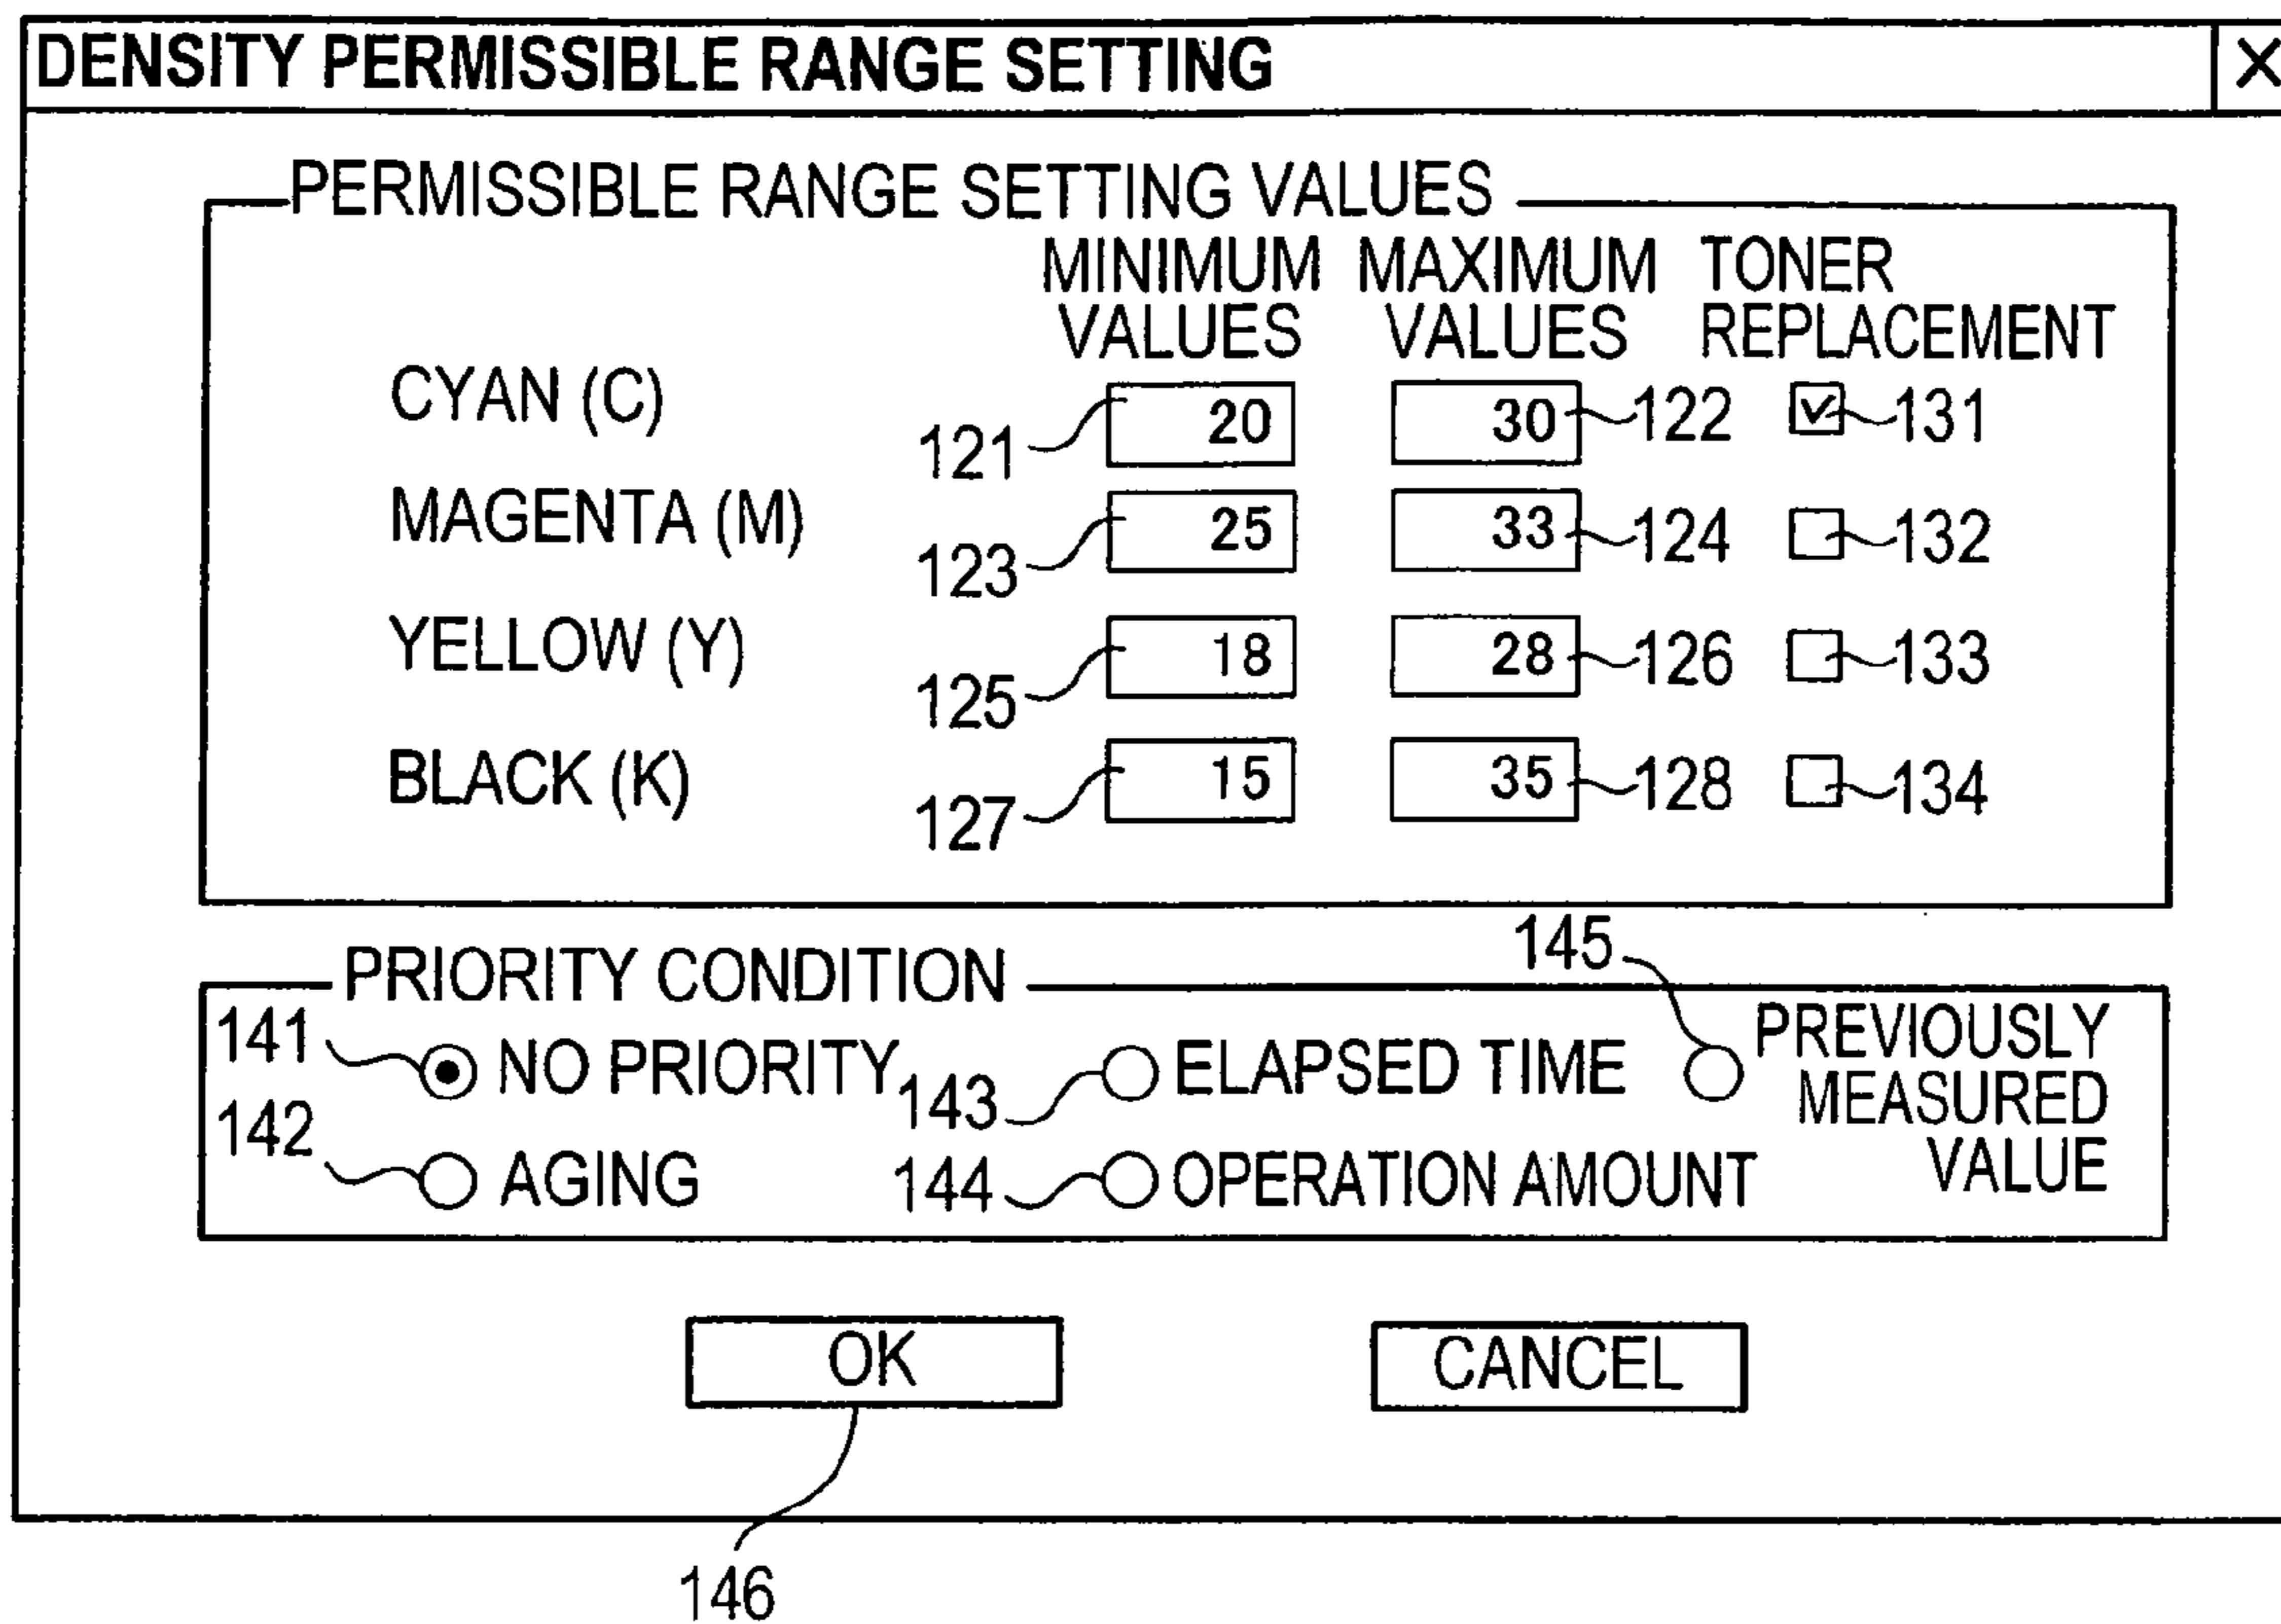 DENSITY PERMISSIBLE RANGE SETTING X
PERMISSIBLE RANGE SETTING VALUES
MINIMUM VALUES MAXIMUM VALUES TONER REPLACEMENT
CYAN (C) 121 20 30 122 131
MAGENTA (M) 123 25 33 124 132
YELLOW (Y) 125 18 28 126 133
BLACK (K) 127 15 35 128 134
PRIORITY CONDITION 145
141 NO PRIORITY 143 ELAPSED TIME PREVIOUSLY MEASURED VALUE
142 AGING 144 OPERATION AMOUNT
OK CANCEL
146